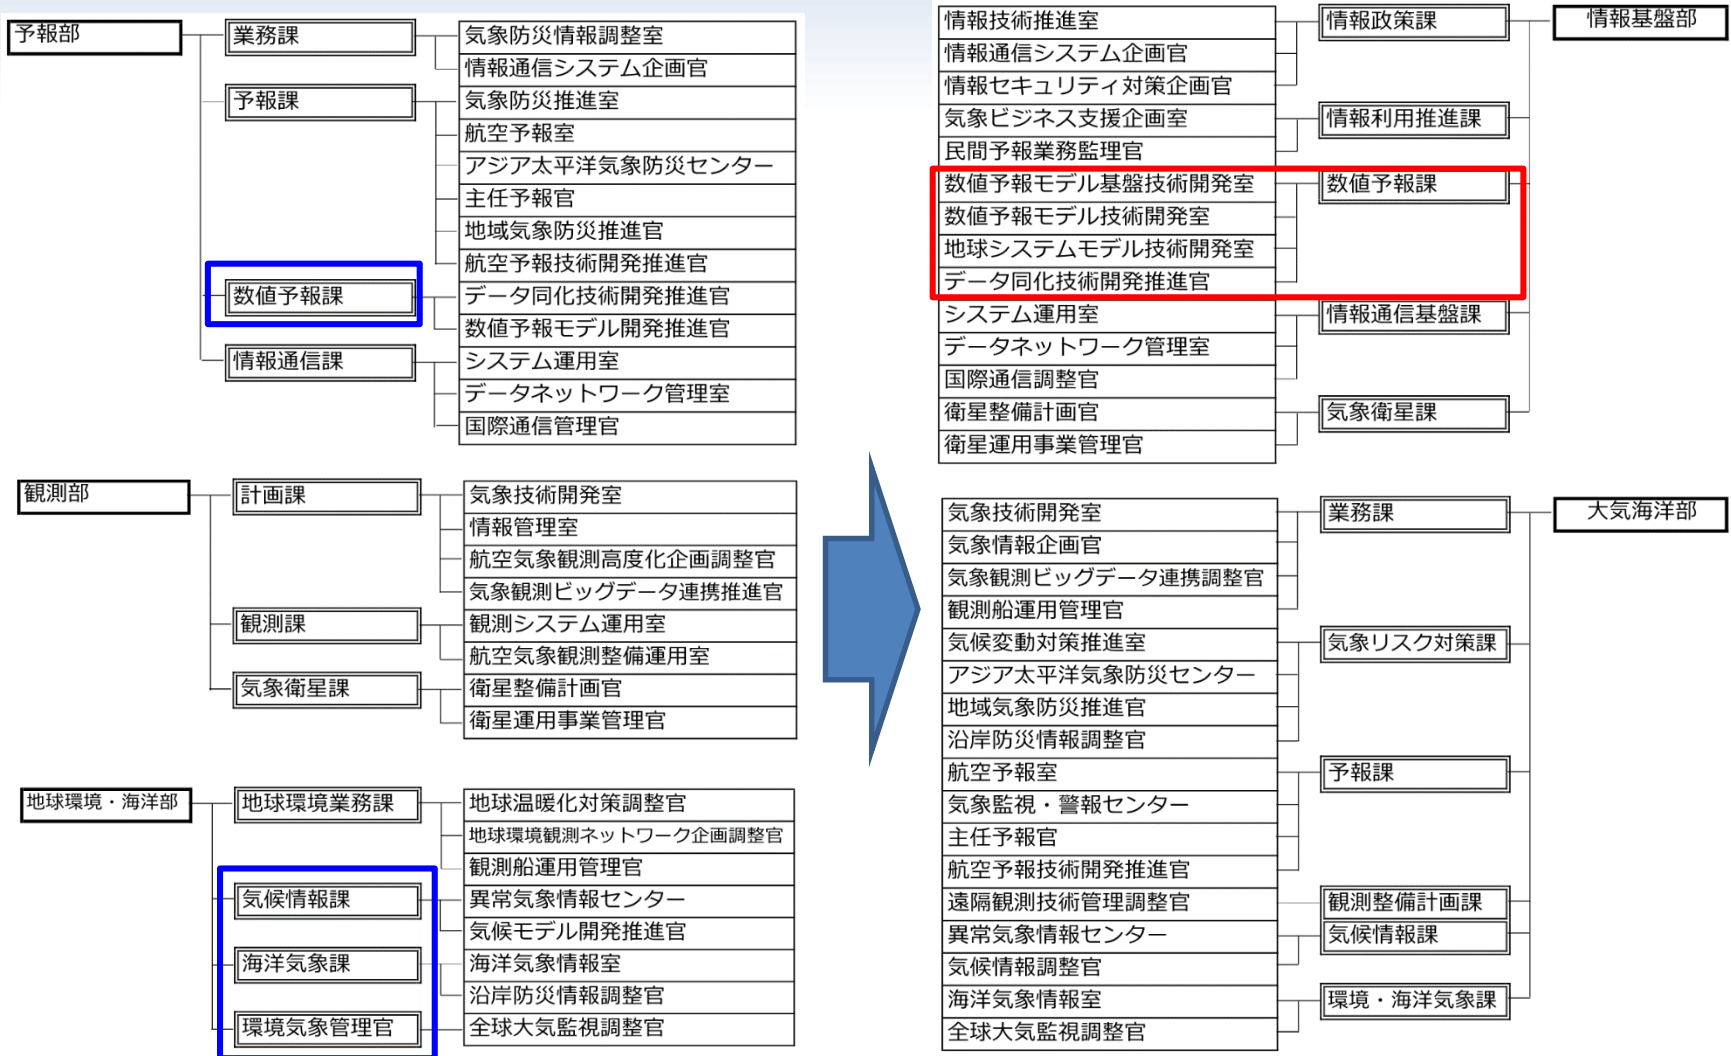 予報部
業務課
気象防災情報調整室
情報通信システム企画官
予報課
気象防災推進室
航空予報室
アジア太平洋気象防災センター
主任予報官
地域気象防災推進官
航空予報技術開発推進官
数値予報課
データ同化技術開発推進官
数値予報モデル開発推進官
情報通信課
システム運用室
データネットワーク管理室
国際通信管理官
観測部
計画課
気象技術開発室
情報管理室
航空気象観測高度化企画調整官
気象観測ビッグデータ連携推進官
観測課
観測システム運用室
航空気象観測整備運用室
気象衛星課
衛星整備計画官
衛星運用事業管理官
地球環境・海洋部
地球環境業務課
地球温暖化対策調整官
地球環境観測ネットワーク企画調整官
観測船運用管理官
気候情報課
異常気象情報センター
気候モデル開発推進官
海洋気象課
海洋気象情報室
沿岸防災情報調整官
環境気象管理官
全球大気監視調整官
情報技術推進室
情報政策課
情報基盤部
情報通信システム企画官
情報セキュリティ対策企画官
気象ビジネス支援企画室
情報利用推進課
民間予報業務監理官
数値予報モデル基盤技術開発室
数値予報課
数値予報モデル技術開発室
地球システムモデル技術開発室
データ同化技術開発推進官
システム運用室
情報通信基盤課
データネットワーク管理室
国際通信調整官
衛星整備計画官
気象衛星課
衛星運用事業管理官
気象技術開発室
業務課
大気海洋部
気象情報企画官
気象観測ビッグデータ連携調整官
観測船運用管理官
気候変動対策推進室
気象リスク対策課
アジア太平洋気象防災センター
地域気象防災推進官
沿岸防災情報調整官
航空予報室
予報課
気象監視・警報センター
主任予報官
航空予報技術開発推進官
遠隔観測技術管理調整官
観測整備計画課
異常気象情報センター
気候情報課
気候情報調整官
海洋気象情報室
環境・海洋気象課
全球大気監視調整官